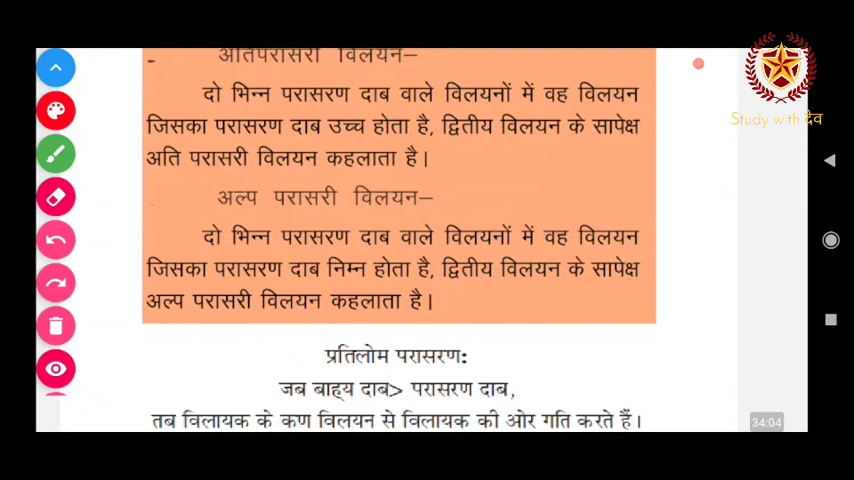 अतिपरासरी विलयन–
दो भिन्न परासरण दाब वाले विलयनों में वह विलयन
जिसका परासरण दाब उच्च होता है, द्वितीय विलयन के सापेक्ष
अति परासरी विलयन कहलाता है।
अल्प परासरी विलयन–
दो भिन्न परासरण दाब वाले विलयनों में वह विलयन
जिसका परासरण दाब निम्न होता है, द्वितीय विलयन के सापेक्ष
अल्प परासरी विलयन कहलाता है।
प्रतिलोम परासरण:
जब बाह्य दाब> परासरण दाब,
तब विलायक के कण विलयन से विलायक की ओर गति करते हैं।
Study with देव
34:04